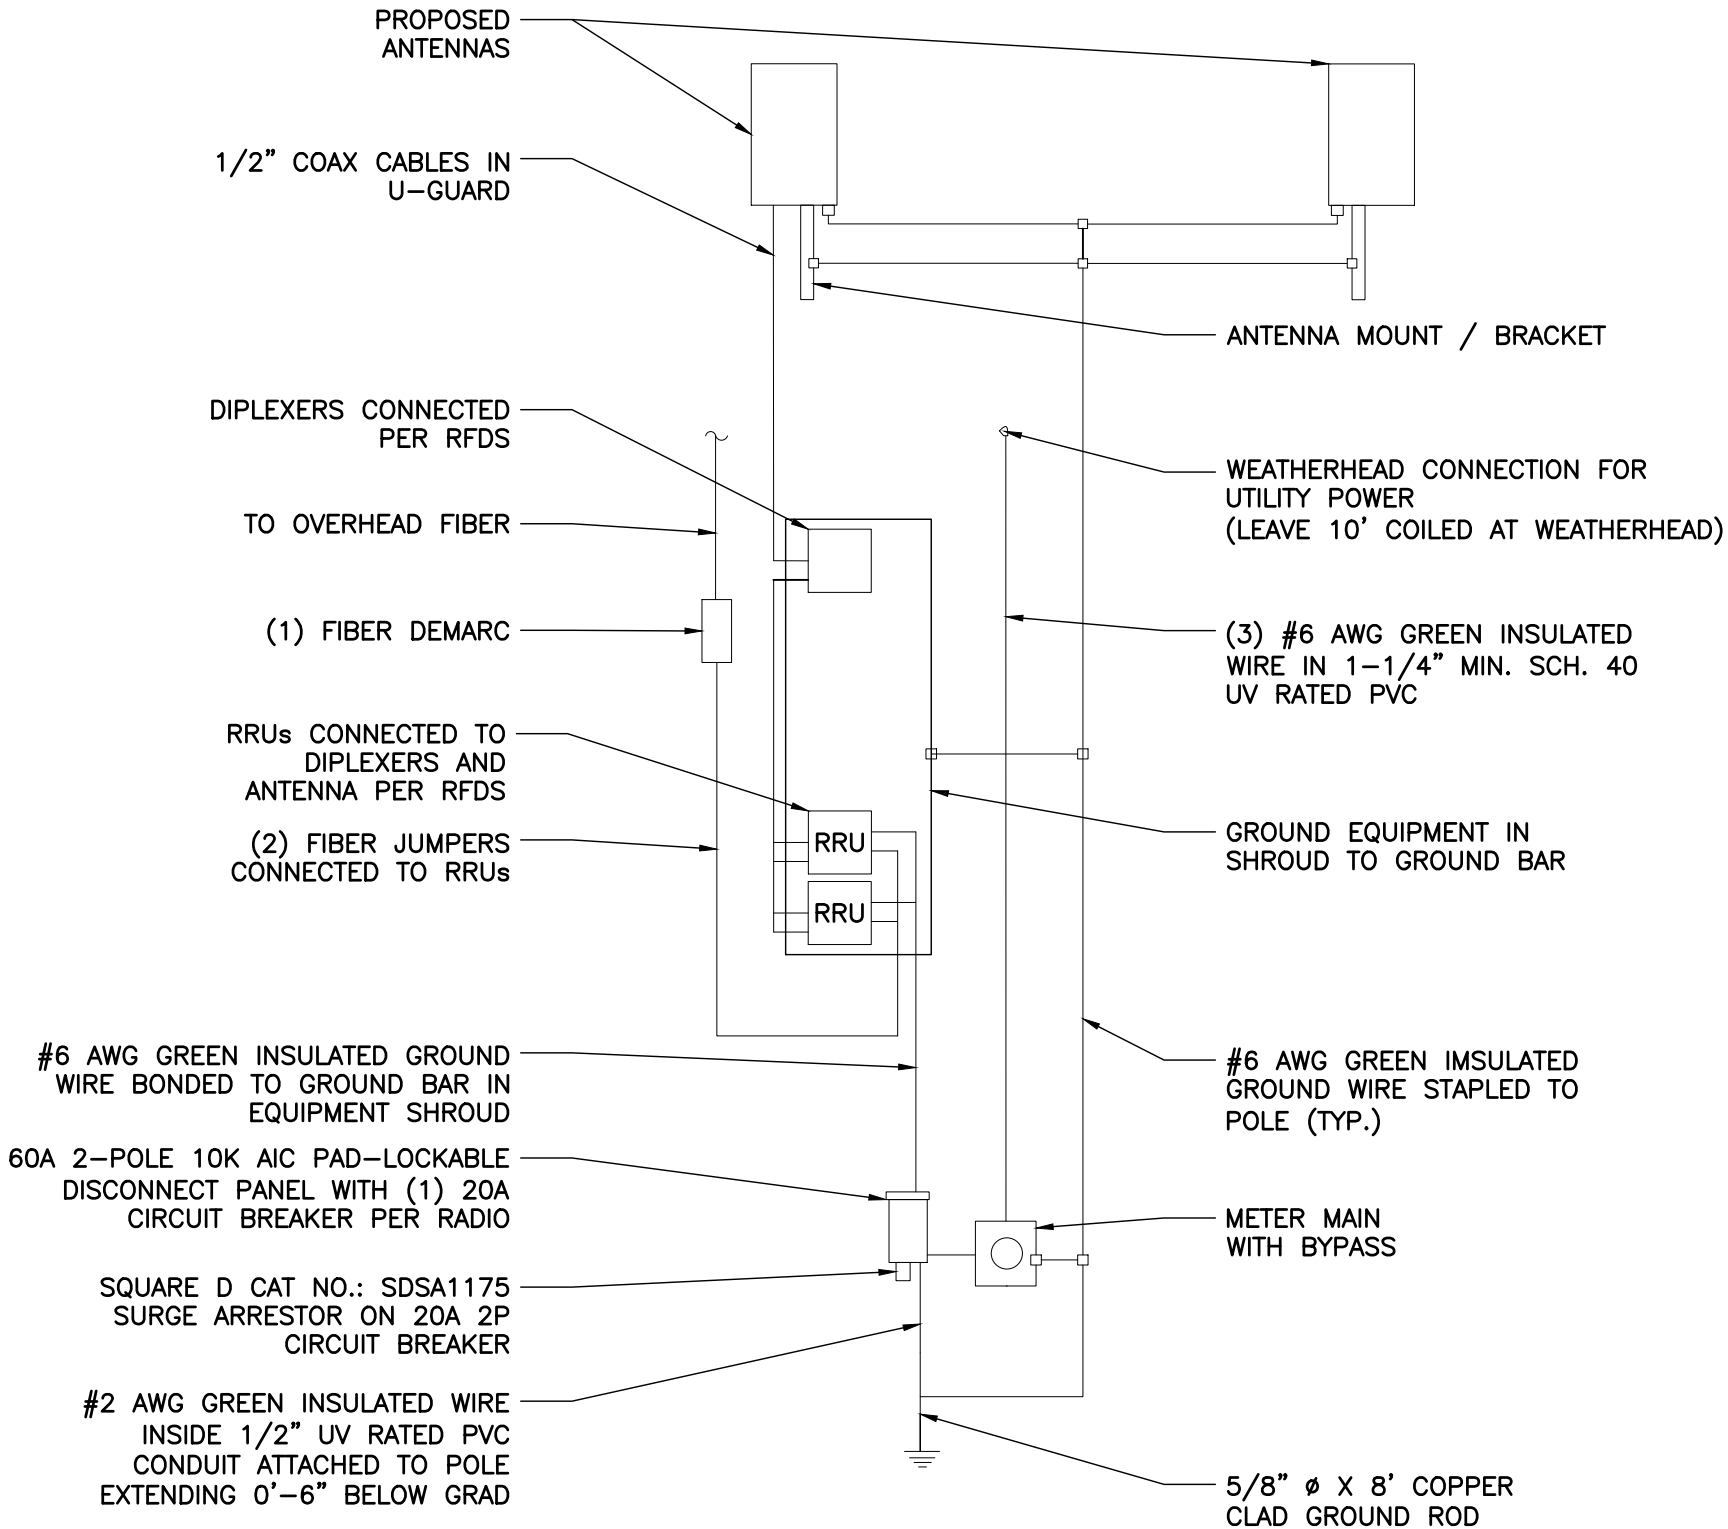 PROPOSED
ANTENNAS
1/2" COAX CABLES IN
U-GUARD
ANTENNA MOUNT / BRACKET
DIPLEXERS CONNECTED
PER RFDS
WEATHERHEAD CONNECTION FOR
UTILITY POWER
(LEAVE 10' COILED AT WEATHERHEAD)
TO OVERHEAD FIBER
(1) FIBER DEMARC
(3) #6 AWG GREEN INSULATED
WIRE IN 1-1/4" MIN. SCH. 40
UV RATED PVC
RRUs CONNECTED TO
DIPLEXERS AND
ANTENNA PER RFDS
RRU
(2) FIBER JUMPERS
CONNECTED TO RRUs
GROUND EQUIPMENT IN
SHROUD TO GROUND BAR
RRU
#6 AWG GREEN INSULATED GROUND
WIRE BONDED TO GROUND BAR IN
EQUIPMENT SHROUD
#6 AWG GREEN IMSULATED
GROUND WIRE STAPLED TO
POLE (TYP.)
60A 2-POLE 10K AIC PAD-LOCKABLE
DISCONNECT PANEL WITH (1) 20A
CIRCUIT BREAKER PER RADIO
METER MAIN
WITH BYPASS
SQUARE D CAT NO.: SDSA1175
SURGE ARRESTOR ON 20A 2P
CIRCUIT BREAKER
#2 AWG GREEN INSULATED WIRE
INSIDE 1/2" UV RATED PVC
CONDUIT ATTACHED TO POLE
EXTENDING 0'-6" BELOW GRAD
5/8" ø X 8' COPPER
CLAD GROUND ROD